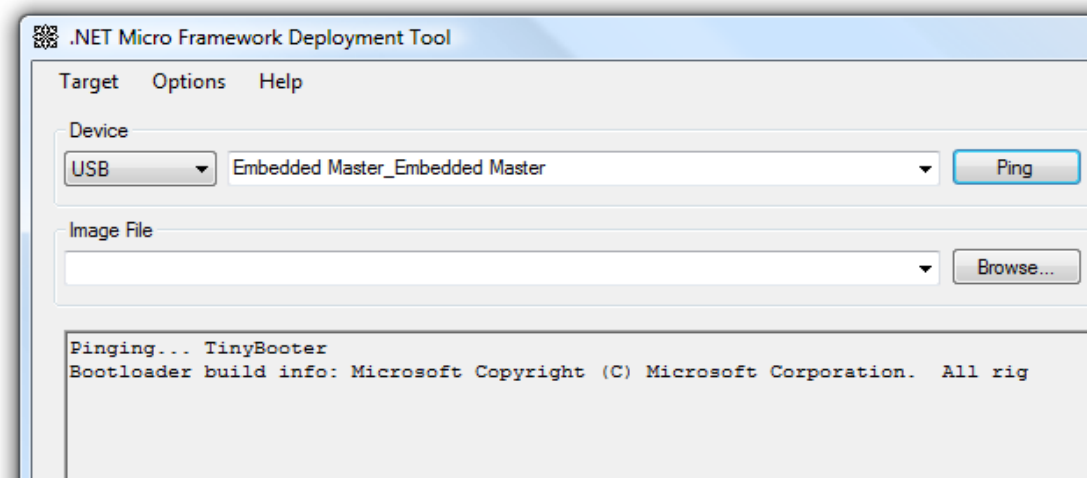 .NET Micro Framework Deployment Tool
Target Options Help
Device
USB Embedded Master_Embedded Master Ping
Image File
Browse...
Pinging... TinyBooter
Bootloader build info: Microsoft Copyright (C) Microsoft Corporation. All rig